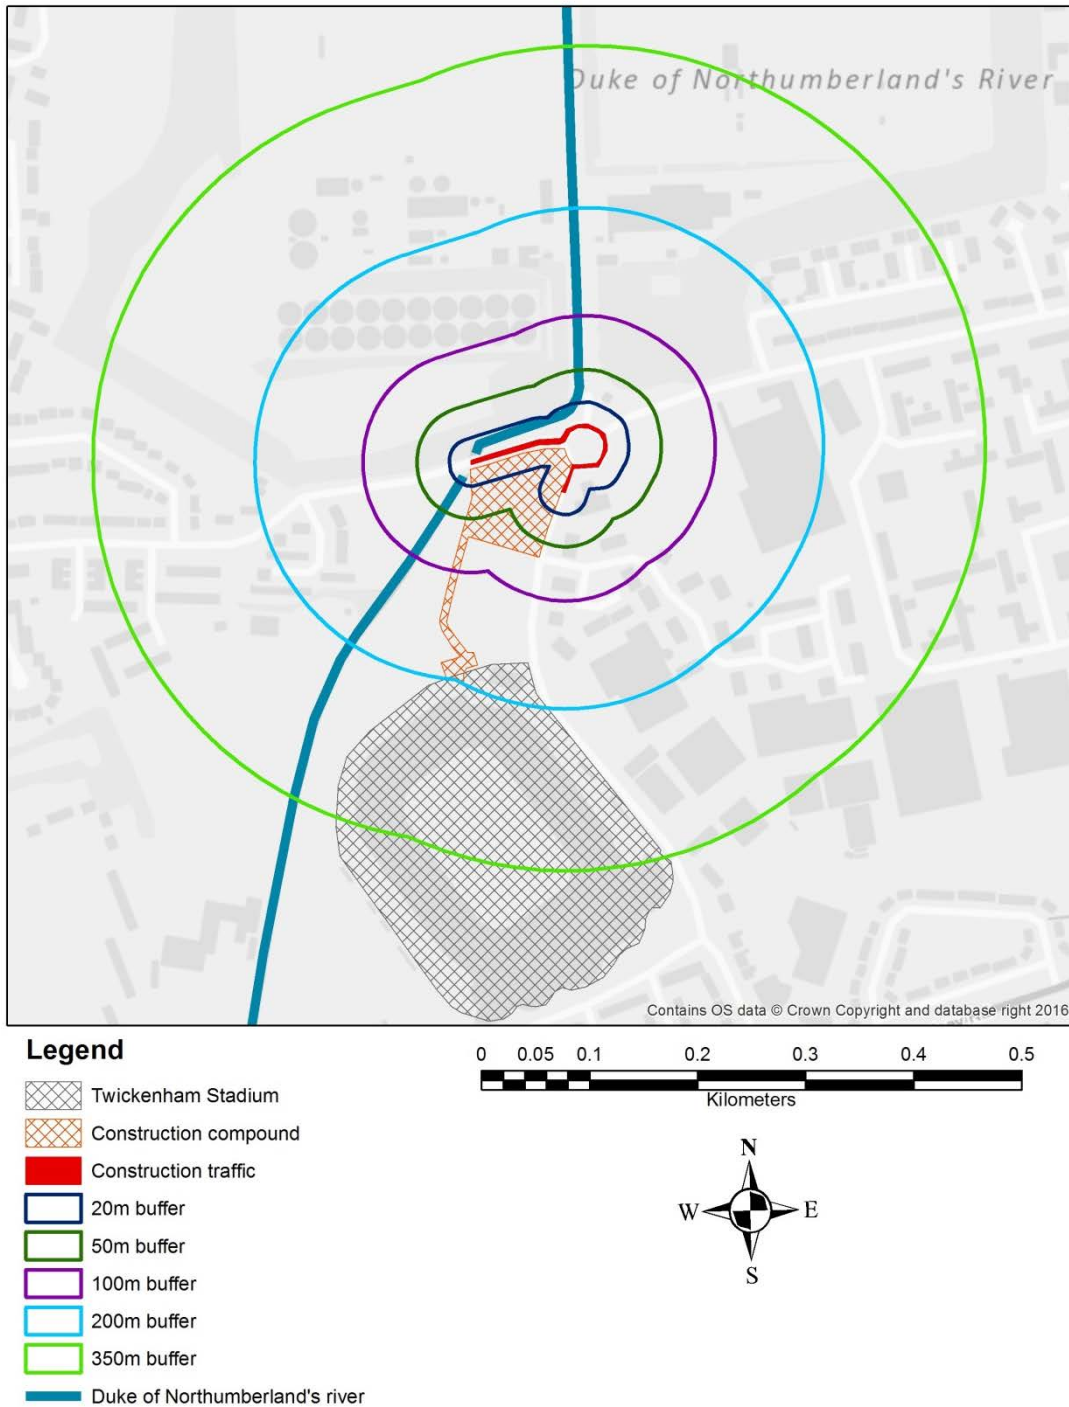 Duke of Northumberland's River
Contains OS data © Crown Copyright and database right 2016
Legend
Twickenham Stadium
Construction compound
Construction traffic
20m buffer
50m buffer
100m buffer
200m buffer
350m buffer
Duke of Northumberland's river
0 0.05 0.1 0.2 0.3 0.4 0.5
Kilometers
N
W E
S